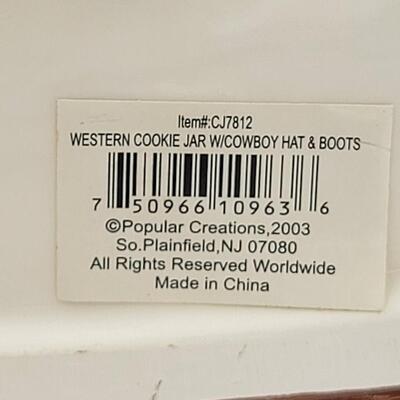 Item#:CJ7812
WESTERN COOKIE JAR W/COWBOY HAT & BOOTS
7 50966 10963 6
©Popular Creations,2003
So.Plainfield,NJ 07080
All Rights Reserved Worldwide
Made in China